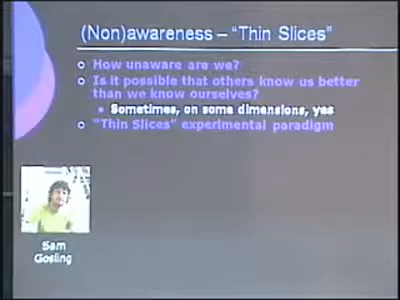 (Non)awareness – "Thin Slices"
How unaware are we?
Is it possible that others know us better
than we know ourselves?
Sometimes, on some dimensions, yes
"Thin Slices" experimental paradigm
Sam
Gosling